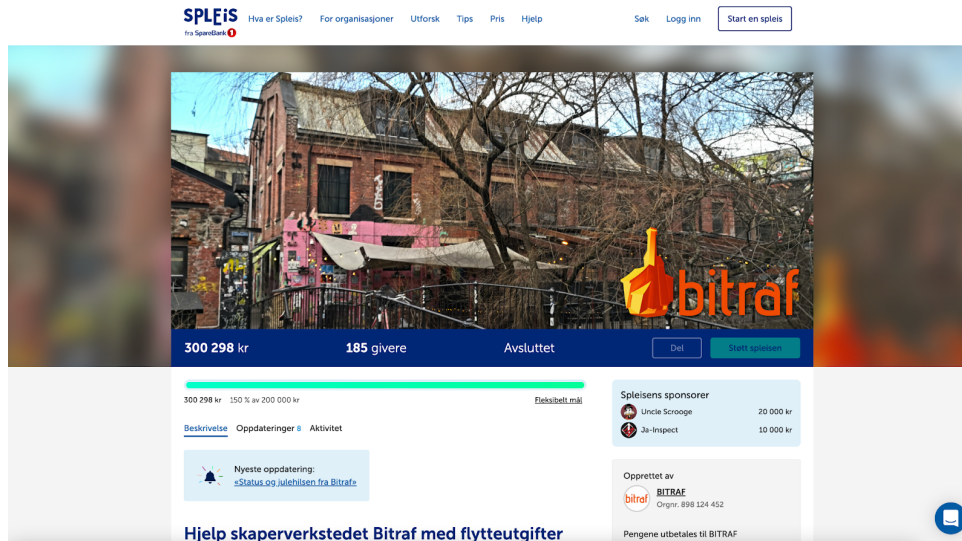 SPLEiS
fra SpareBank 1
Hva er Spleis? For organisasjoner Utforsk Tips Pris Hjelp
Søk Logg inn Start en spleis
bitraf
300 298 kr 185 givere Avsluttet Del Støtt spleisen
300 298 kr 150 % av 200 000 kr Fleksibelt mål
Beskrivelse Oppdateringer 8 Aktivitet
Nyeste oppdatering:
«Status og julehilsen fra Bitraf»
Hjelp skaperverkstedet Bitraf med flytteutgifter
Spleisens sponsorer
Uncle Scrooge 20 000 kr
Ja-Inspect 10 000 kr
Opprettet av
bitraf
BITRAF
Orgnr. 898 124 452
Pengene utbetales til BITRAF